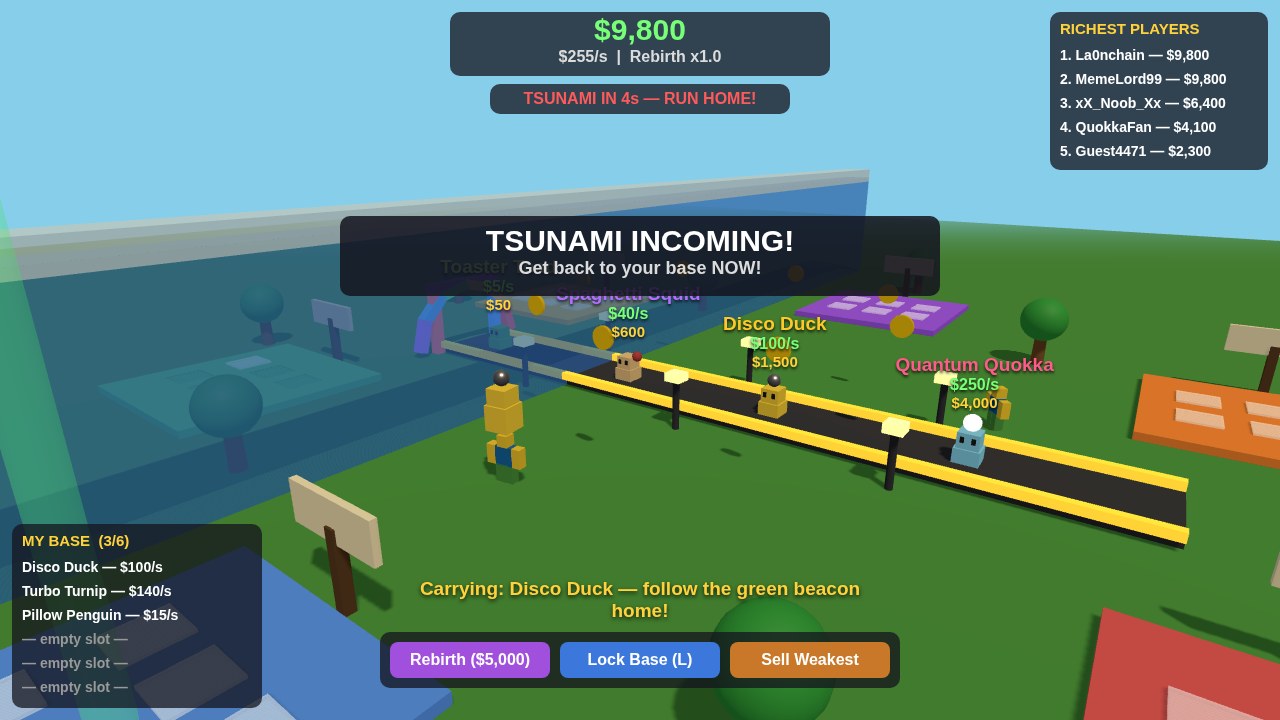 $9,800
$255/s | Rebirth x1.0
TSUNAMI IN 4s — RUN HOME!
RICHEST PLAYERS
1. La0nchain — $9,800
2. MemeLord99 — $9,800
3. xX_Noob_Xx — $6,400
4. QuokkaFan — $4,100
5. Guest4471 — $2,300
TSUNAMI INCOMING!
Get back to your base NOW!
Toaster
$5/s
$50
Spaghetti Squid
$40/s
$600
Disco Duck
$100/s
$1,500
Quantum Quokka
$250/s
$4,000
MY BASE (3/6)
Disco Duck — $100/s
Turbo Turnip — $140/s
Pillow Penguin — $15/s
— empty slot —
— empty slot —
— empty slot —
Carrying: Disco Duck — follow the green beacon
home!
Rebirth ($5,000)
Lock Base (L)
Sell Weakest